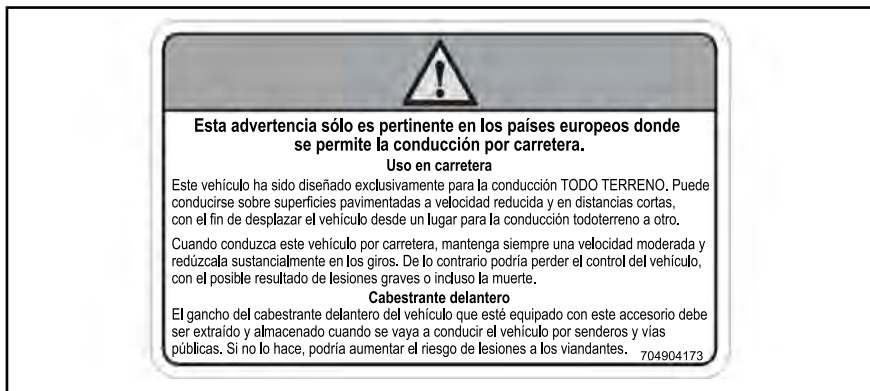 Esta advertencia sólo es pertinente en los países europeos donde
se permite la conducción por carretera.
Uso en carretera
Este vehículo ha sido diseñado exclusivamente para la conducción TODO TERRENO. Puede
conducirse sobre superficies pavimentadas a velocidad reducida y en distancias cortas,
con el fin de desplazar el vehículo desde un lugar para la conducción todoterreno a otro.
Cuando conduzca este vehículo por carretera, mantenga siempre una velocidad moderada y
redúzcala sustancialmente en los giros. De lo contrario podría perder el control del vehículo,
con el posible resultado de lesiones graves o incluso la muerte.
Cabestrante delantero
El gancho del cabestrante delantero del vehículo que esté equipado con este accesorio debe
ser extraído y almacenado cuando se vaya a conducir el vehículo por senderos y vías
públicas. Si no lo hace, podría aumentar el riesgo de lesiones a los viandantes.
704904173